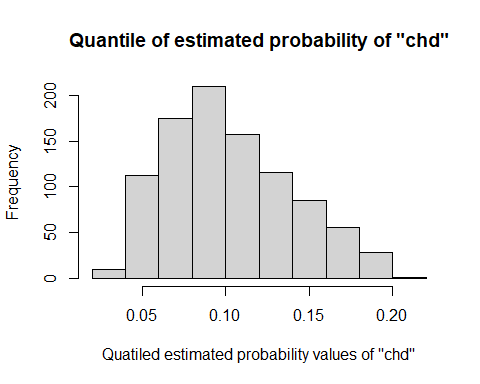 Quantile of estimated probability of "chd"
Frequency
200
150
100
50
0
0.05 0.10 0.15 0.20
Quatiled estimated probability values of "chd"